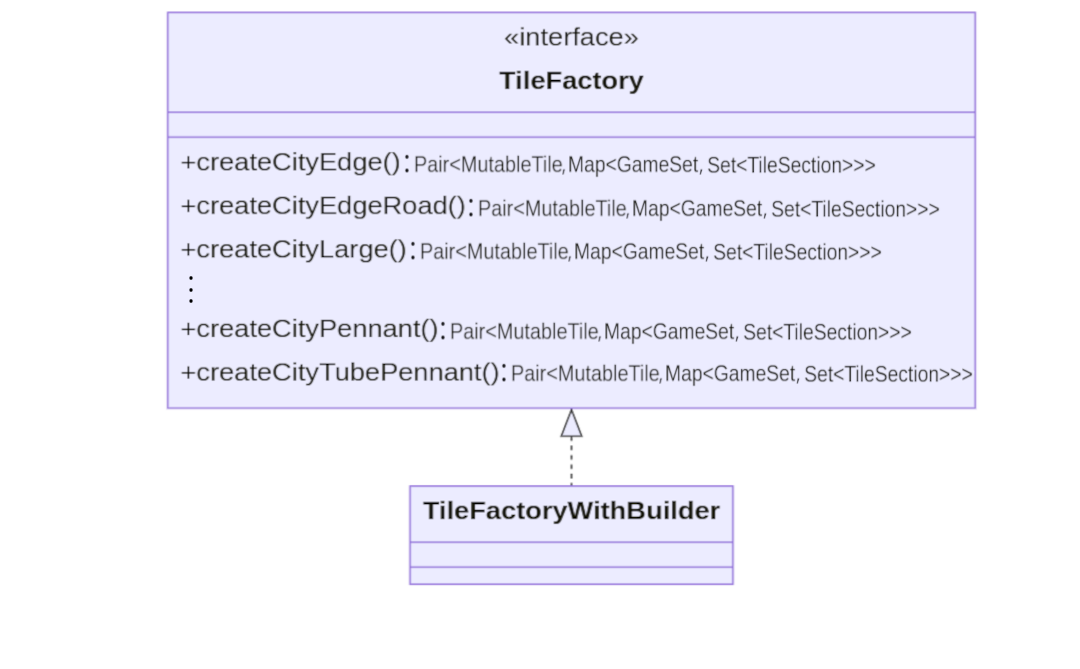 «interface»
TileFactory
+createCityEdge():Pair<MutableTile,Map<GameSet, Set<TileSection>>>
+createCityEdgeRoad():Pair<MutableTile,Map<GameSet, Set<TileSection>>>
+createCityLarge():Pair<MutableTile,Map<GameSet, Set<TileSection>>>
⋮
+createCityPennant():Pair<MutableTile,Map<GameSet, Set<TileSection>>>
+createCityTubePennant():Pair<MutableTile,Map<GameSet, Set<TileSection>>>
TileFactoryWithBuilder